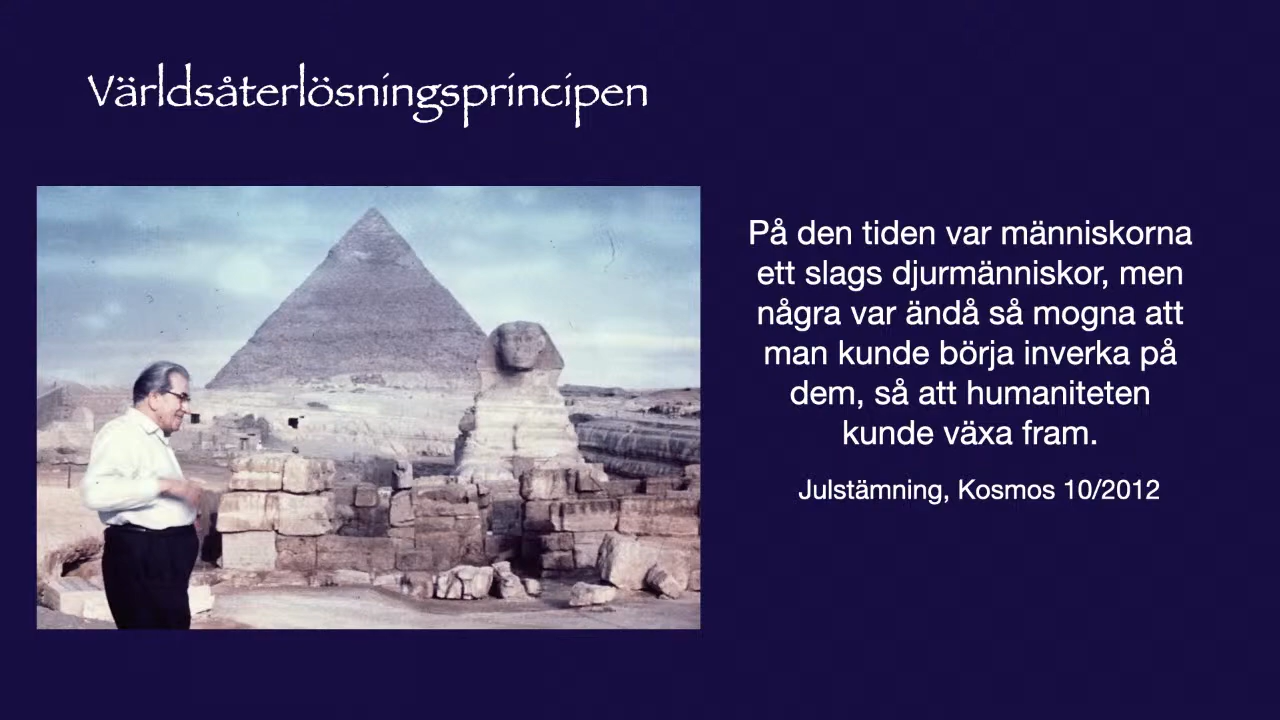 Världsåterlösningsprincipen
På den tiden var människorna
ett slags djurmänniskor, men
några var ändå så mogna att
man kunde börja inverka på
dem, så att humaniteten
kunde växa fram.
Julstämning, Kosmos 10/2012